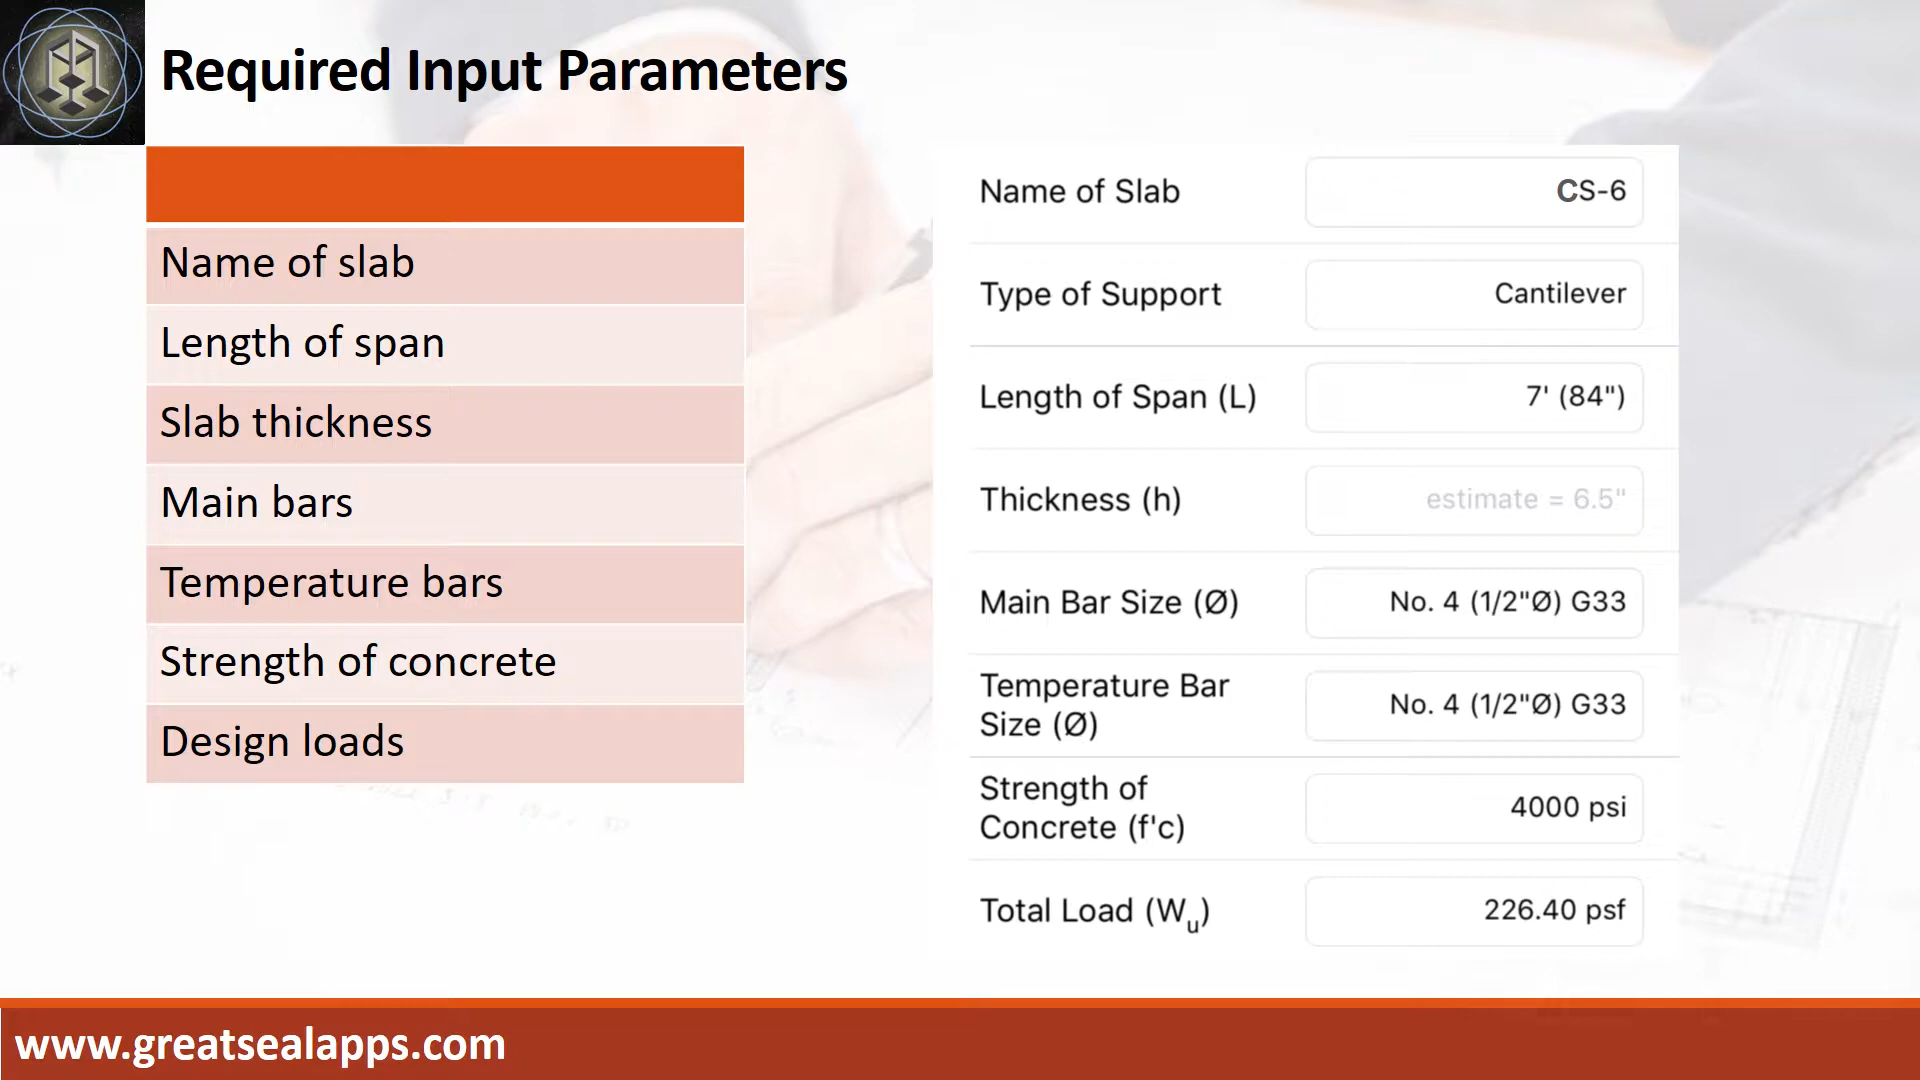 Required Input Parameters
Name of slab
Length of span
Slab thickness
Main bars
Temperature bars
Strength of concrete
Design loads
Name of Slab CS-6
Type of Support Cantilever
Length of Span (L) 7' (84")
Thickness (h) estimate = 6.5"
Main Bar Size (Ø) No. 4 (1/2"Ø) G33
Temperature Bar
Size (Ø) No. 4 (1/2"Ø) G33
Strength of
Concrete (f'c) 4000 psi
Total Load (Wu) 226.40 psf
www.greatsealapps.com